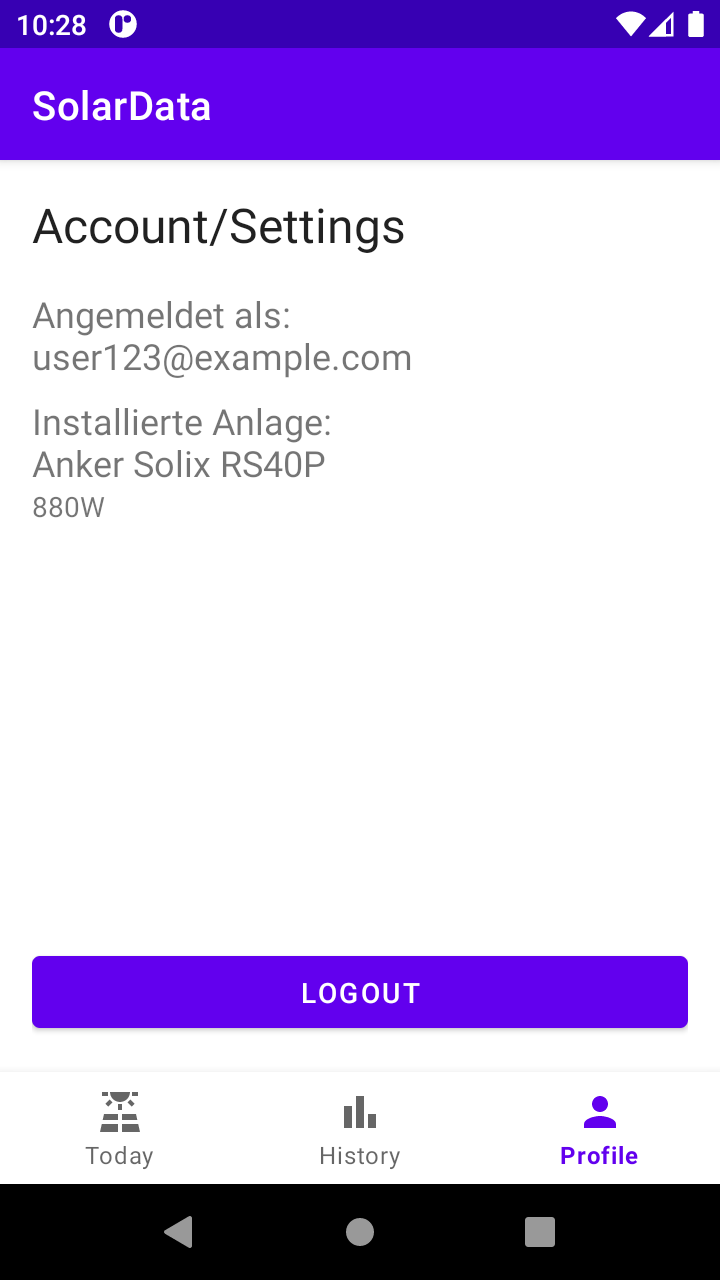 10:28
SolarData
Account/Settings
Angemeldet als:
user123@example.com
Installierte Anlage:
Anker Solix RS40P
880W
LOGOUT
Today
History
Profile